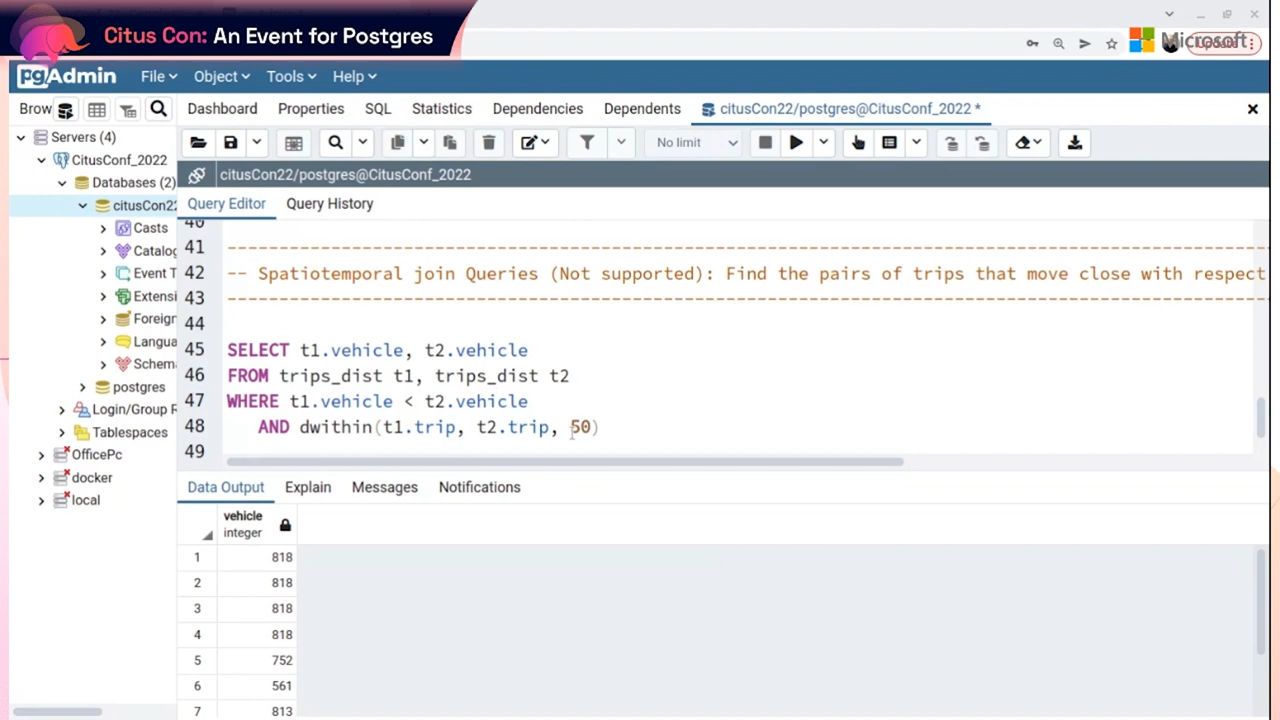 Citus Con: An Event for Postgres
Microsoft
pgAdmin File Object Tools Help
Brow
Dashboard Properties SQL Statistics Dependencies Dependents citusCon22/postgres@CitusConf_2022 *
Servers (4)
CitusConf_2022
Databases (2)
citusCon22
Casts
Catalog
Event T
Extensi
Foreign
Langua
Schema
postgres
Login/Group R
Tablespaces
OfficePc
docker
local
No limit
citusCon22/postgres@CitusConf_2022
Query Editor Query History
40
41 ----------------------------------------------------------------------------------------------------
42 -- Spatiotemporal join Queries (Not supported): Find the pairs of trips that move close with respect
43 ----------------------------------------------------------------------------------------------------
44
45 SELECT t1.vehicle, t2.vehicle
46 FROM trips_dist t1, trips_dist t2
47 WHERE t1.vehicle < t2.vehicle
48 AND dwithin(t1.trip, t2.trip, 50)
49
Data Output Explain Messages Notifications
vehicle
integer
1 818
2 818
3 818
4 818
5 752
6 561
7 813